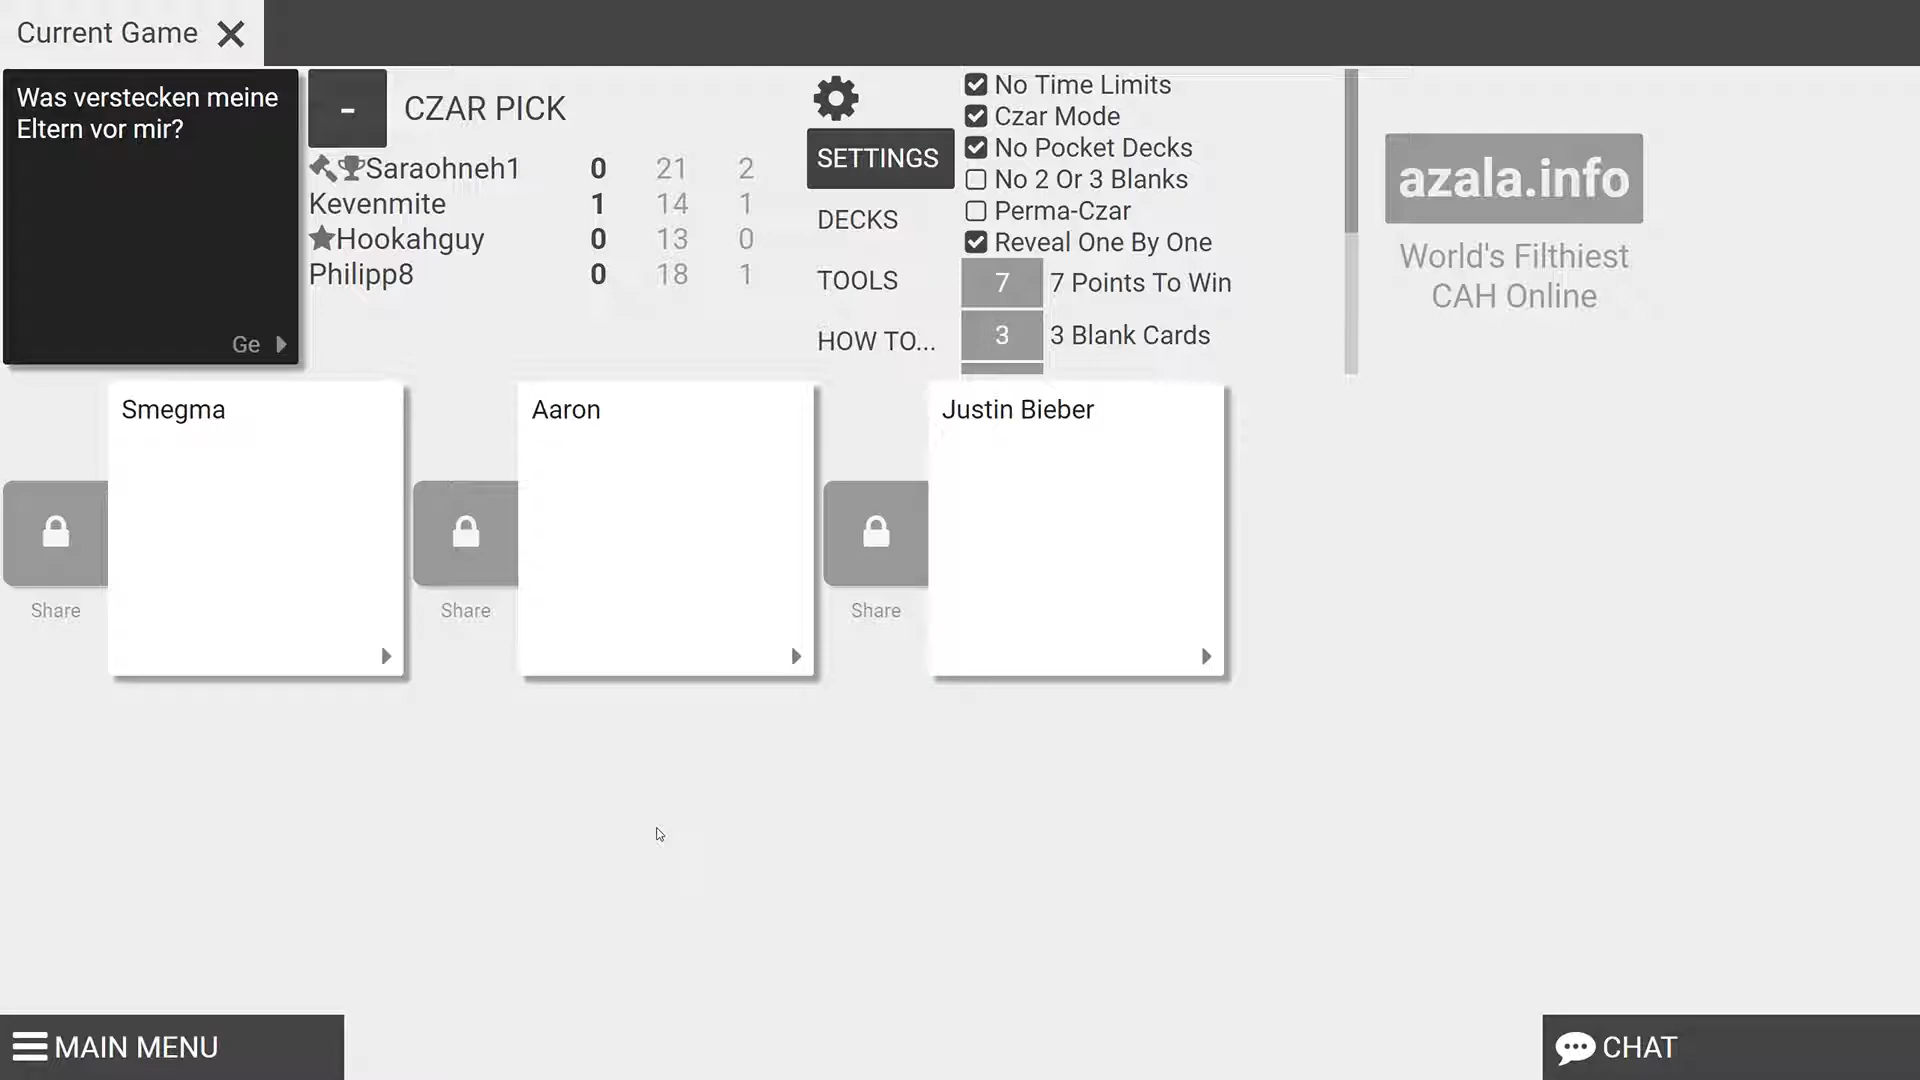 Current Game
Was verstecken meine
Eltern vor mir?
Ge
-
CZAR PICK
Saraohneh1 0 21 2
Kevenmite 1 14 1
Hookahguy 0 13 0
Philipp8 0 18 1
SETTINGS
DECKS
TOOLS
HOW TO...
No Time Limits
Czar Mode
No Pocket Decks
No 2 Or 3 Blanks
Perma-Czar
Reveal One By One
7 7 Points To Win
3 3 Blank Cards
azala.info
World's Filthiest
CAH Online
Smegma
Share
Aaron
Share
Justin Bieber
Share
MAIN MENU
CHAT